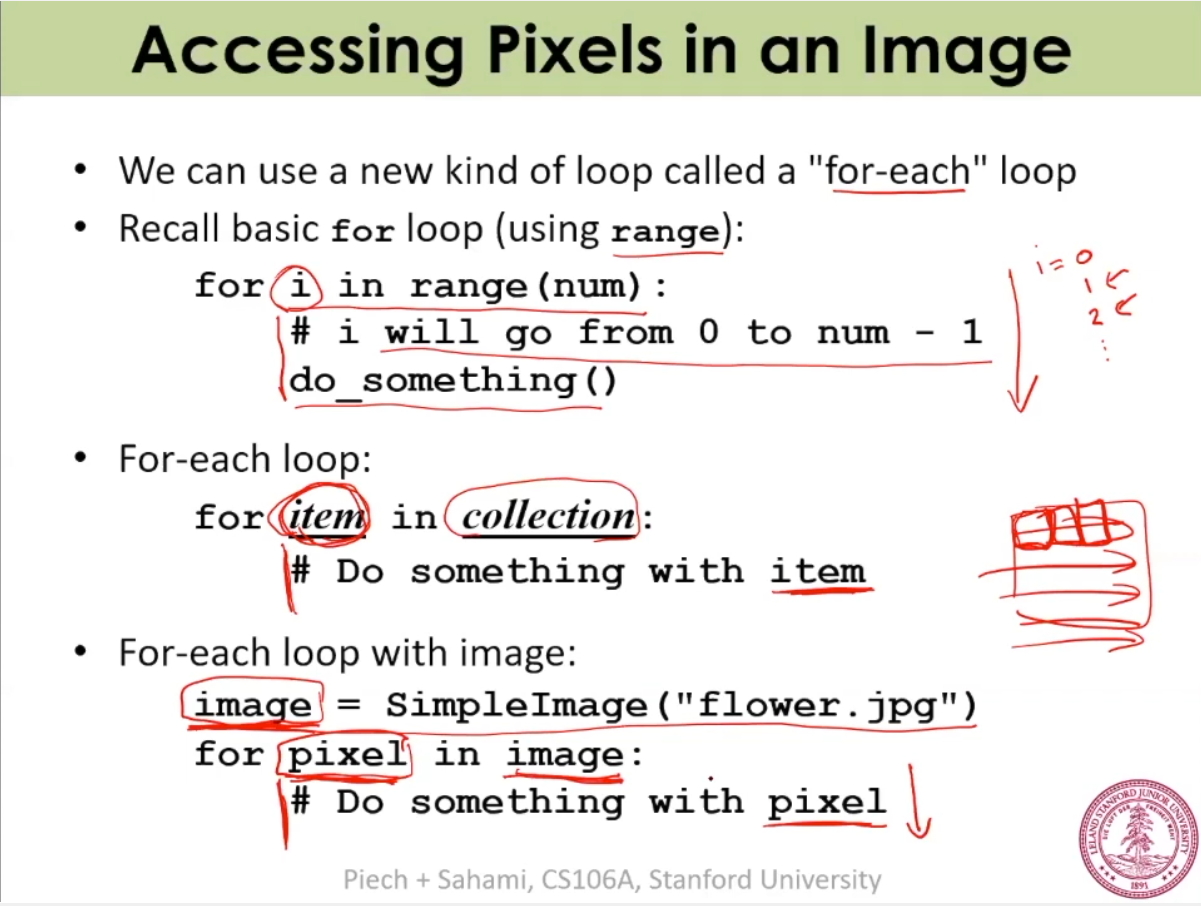 Accessing Pixels in an Image
• We can use a new kind of loop called a "for-each" loop
• Recall basic for loop (using range):
for i in range(num):
# i will go from 0 to num - 1
do_something()
i = 0
1
2
⋮
• For-each loop:
for item in collection:
# Do something with item
• For-each loop with image:
image = SimpleImage("flower.jpg")
for pixel in image:
# Do something with pixel
Piech + Sahami, CS106A, Stanford University
LELAND STANFORD JUNIOR UNIVERSITY
1891